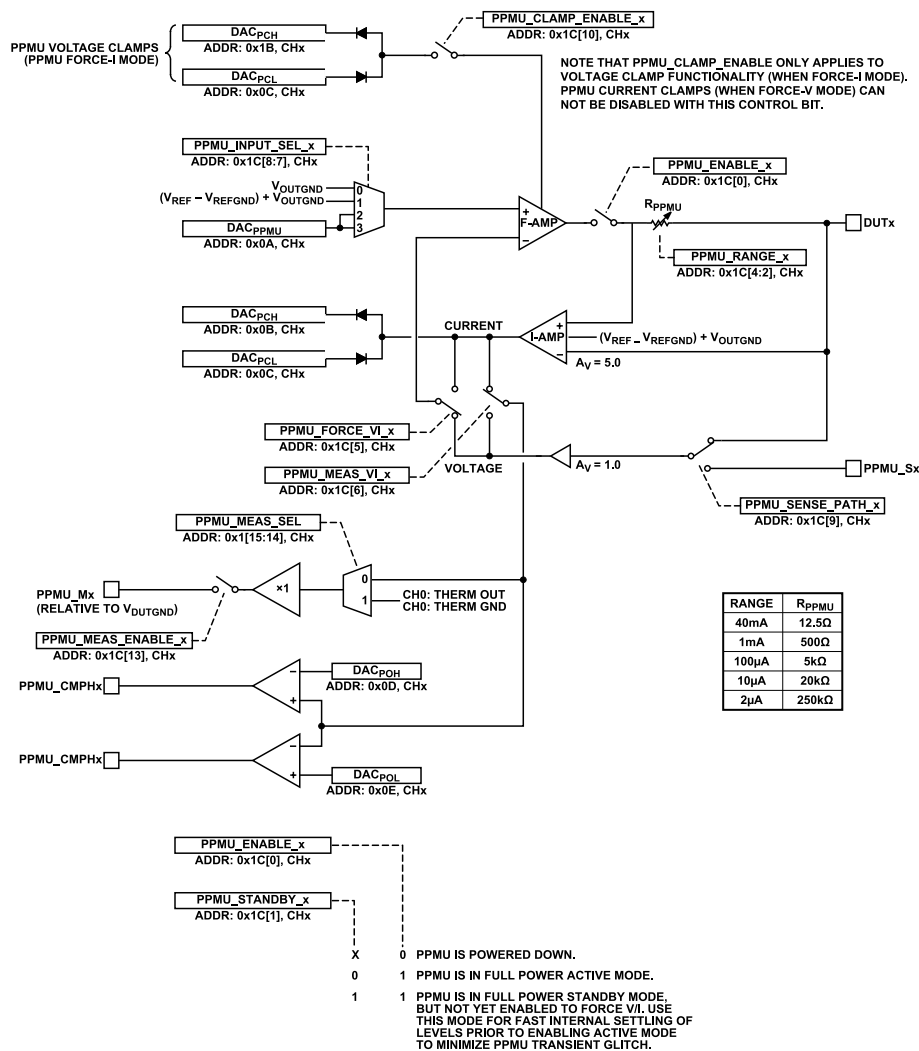 PPMU VOLTAGE CLAMPS
(PPMU FORCE-I MODE)
DACPCH
ADDR: 0x1B, CHx
DACPCL
ADDR: 0x0C, CHx
PPMU_CLAMP_ENABLE_x
ADDR: 0x1C[10], CHx
NOTE THAT PPMU_CLAMP_ENABLE ONLY APPLIES TO
VOLTAGE CLAMP FUNCTIONALITY (WHEN FORCE-I MODE).
PPMU CURRENT CLAMPS (WHEN FORCE-V MODE) CAN
NOT BE DISABLED WITH THIS CONTROL BIT.
PPMU_INPUT_SEL_x
ADDR: 0x1C[8:7], CHx
VOUTGND
(VREF – VREFGND) + VOUTGND
DACPPMU
ADDR: 0x0A, CHx
0
1
2
3
+
F-AMP
–
PPMU_ENABLE_x
ADDR: 0x1C[0], CHx
RPPMU
DUTx
PPMU_RANGE_x
ADDR: 0x1C[4:2], CHx
DACPCH
ADDR: 0x0B, CHx
DACPCL
ADDR: 0x0C, CHx
CURRENT
+
I-AMP
–
(VREF – VREFGND) + VOUTGND
AV = 5.0
PPMU_FORCE_VI_x
ADDR: 0x1C[5], CHx
PPMU_MEAS_VI_x
ADDR: 0x1C[6], CHx
VOLTAGE
AV = 1.0
PPMU_Sx
PPMU_SENSE_PATH_x
ADDR: 0x1C[9], CHx
PPMU_MEAS_SEL
ADDR: 0x1[15:14], CHx
PPMU_Mx
(RELATIVE TO VDUTGND)
×1
0
1
CH0: THERM OUT
CH0: THERM GND
PPMU_MEAS_ENABLE_x
ADDR: 0x1C[13], CHx
PPMU_CMPHx
–
+
DACPOH
ADDR: 0x0D, CHx
PPMU_CMPHx
–
+
DACPOL
ADDR: 0x0E, CHx
RANGE RPPMU
40mA 12.5Ω
1mA 500Ω
100µA 5kΩ
10µA 20kΩ
2µA 250kΩ
PPMU_ENABLE_x
ADDR: 0x1C[0], CHx
PPMU_STANDBY_x
ADDR: 0x1C[1], CHx
X 0 PPMU IS POWERED DOWN.
0 1 PPMU IS IN FULL POWER ACTIVE MODE.
1 1 PPMU IS IN FULL POWER STANDBY MODE,
BUT NOT YET ENABLED TO FORCE V/I. USE
THIS MODE FOR FAST INTERNAL SETTLING OF
LEVELS PRIOR TO ENABLING ACTIVE MODE
TO MINIMIZE PPMU TRANSIENT GLITCH.